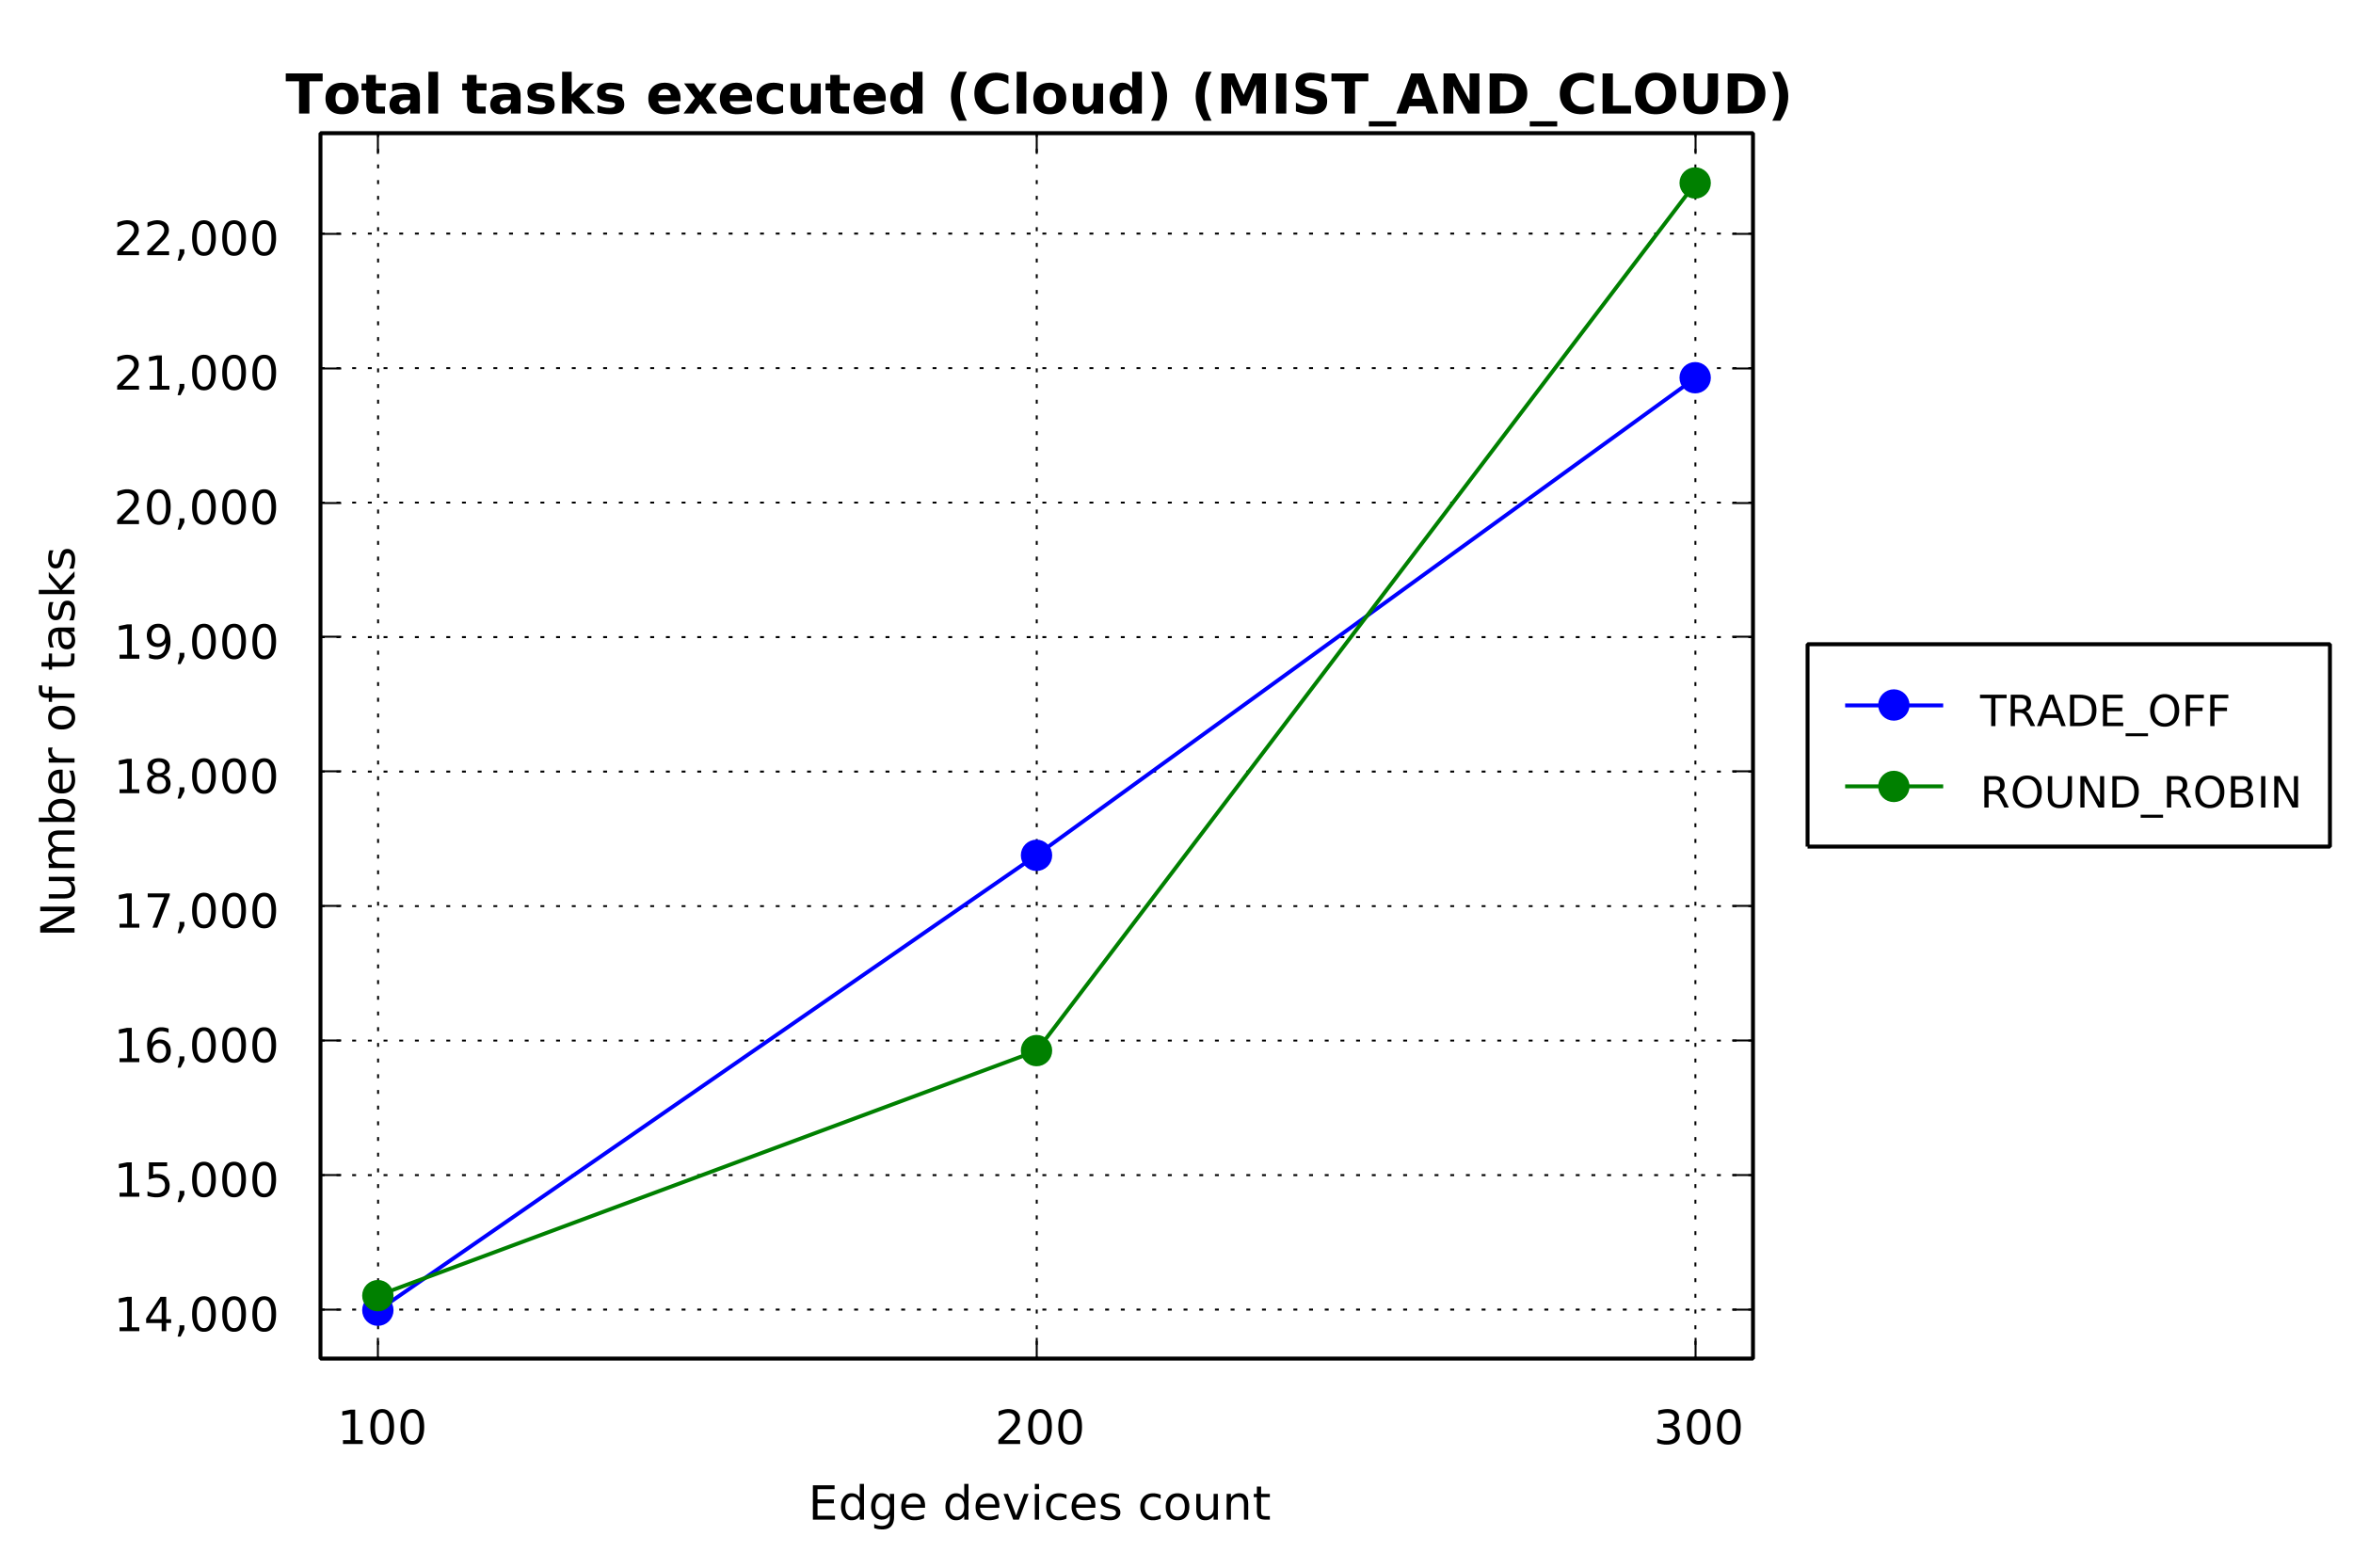 Total tasks executed (Cloud) (MIST_AND_CLOUD)
22,000
21,000
20,000
19,000
18,000
17,000
16,000
15,000
14,000
Number of tasks
100 200 300
Edge devices count
TRADE_OFF
ROUND_ROBIN